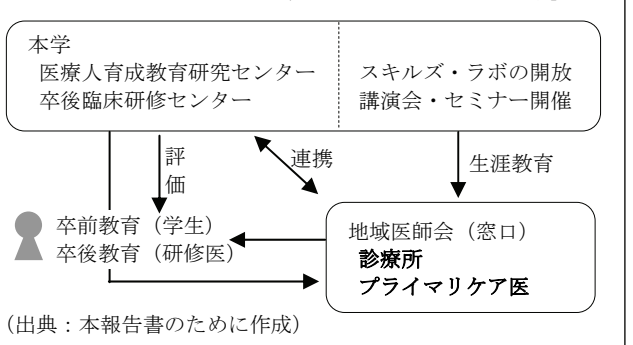 本学
医療人育成教育研究センター
卒後臨床研修センター
スキルズ・ラボの開放
講演会・セミナー開催
評
価
連携
生涯教育
卒前教育（学生）
卒後教育（研修医）
地域医師会（窓口）
診療所
プライマリケア医
（出典：本報告書のために作成）